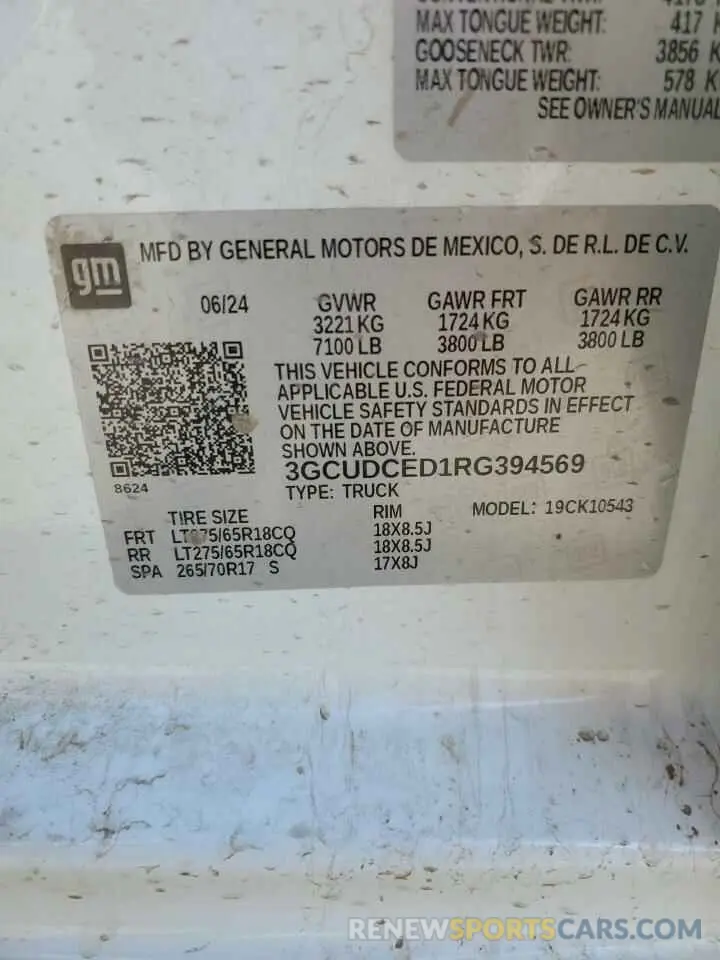 MAX TONGUE WEIGHT: 417
GOOSENECK TWR: 3856 K
MAX TONGUE WEIGHT: 578 K
SEE OWNER'S MANUAL
gm
MFD BY GENERAL MOTORS DE MEXICO, S. DE R.L. DE C.V.
06/24 GVWR GAWR FRT GAWR RR
3221 KG 1724 KG 1724 KG
7100 LB 3800 LB 3800 LB
THIS VEHICLE CONFORMS TO ALL
APPLICABLE U.S. FEDERAL MOTOR
VEHICLE SAFETY STANDARDS IN EFFECT
ON THE DATE OF MANUFACTURE
SHOWN ABOVE.
3GCUDCED1RG394569
8624
TYPE: TRUCK
TIRE SIZE RIM MODEL: 19CK10543
FRT LT275/65R18CQ 18X8.5J
RR LT275/65R18CQ 18X8.5J
SPA 265/70R17 S 17X8J
RENEWSPORTSCARS.COM